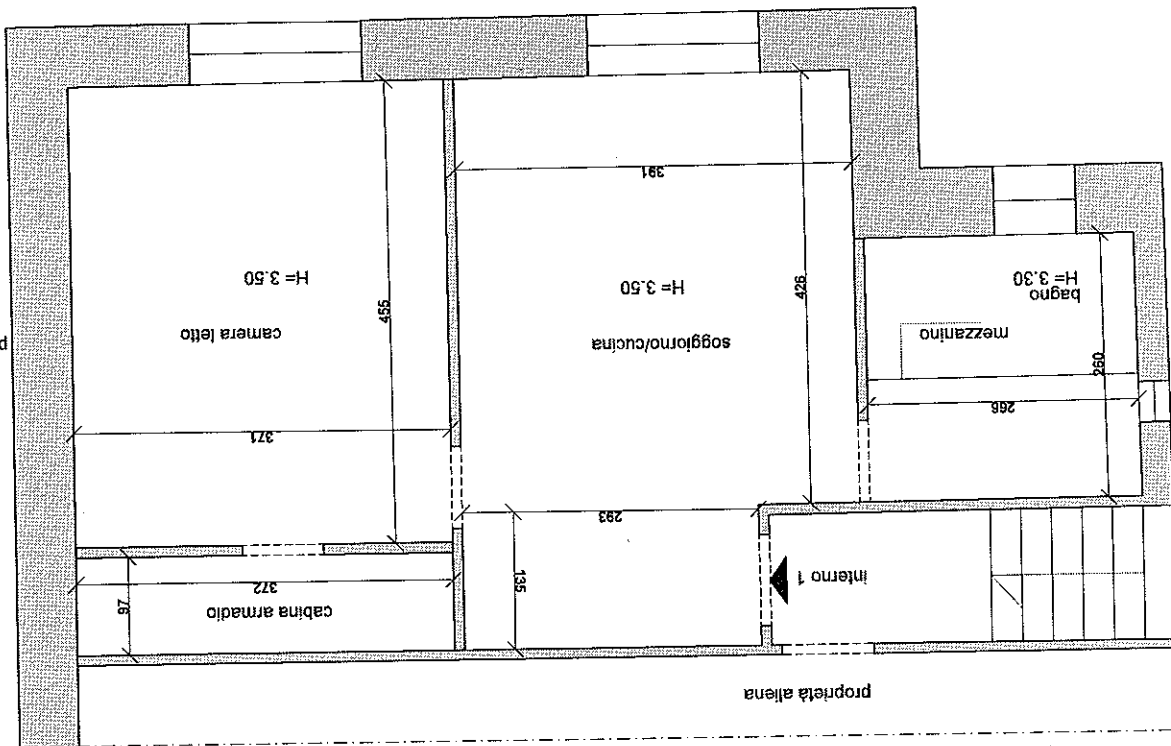 proprietà aliena
interno 1
135
cabina armadio
372
97
293
266
371
260
mezzanino
bagno
H= 3.30
soggiorno/cucina
H= 3.50
426
camera letto
H= 3.50
455
p
391